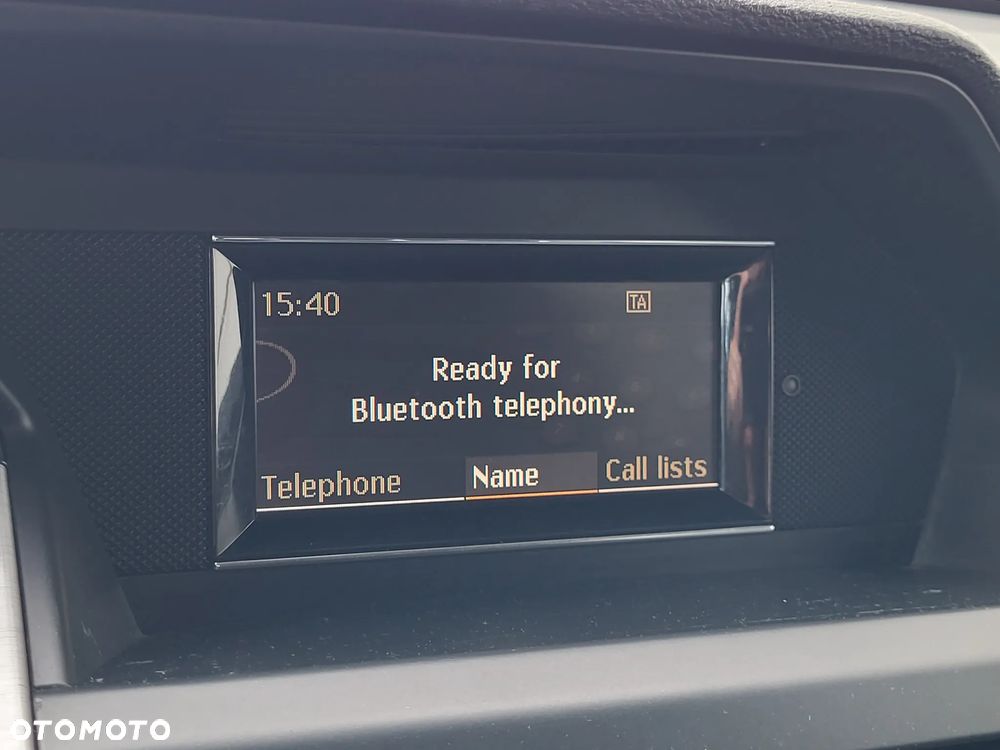 15:40 TA
Ready for
Bluetooth telephony...
Telephone Name Call lists
OTOMOTO